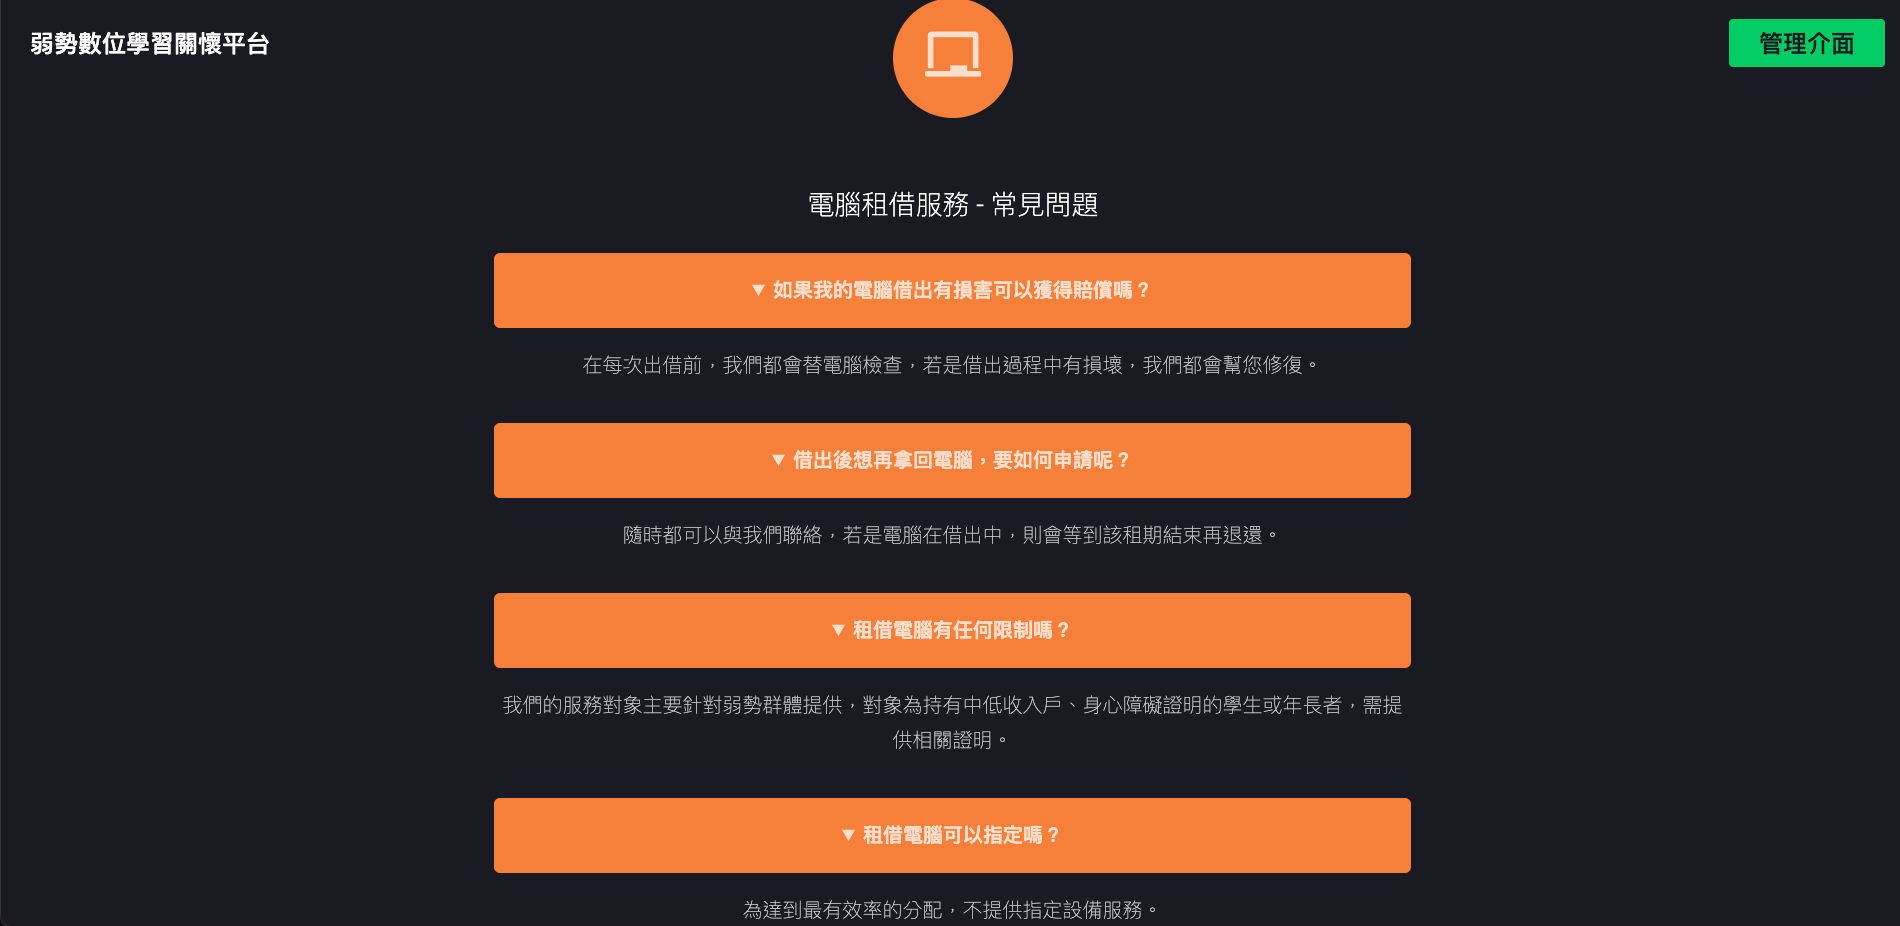 弱勢數位學習關懷平台
管理介面
電腦租借服務 - 常見問題
▼ 如果我的電腦借出有損害可以獲得賠償嗎？
在每次出借前，我們都會替電腦檢查，若是借出過程中有損壞，我們都會幫您修復。
▼ 借出後想再拿回電腦，要如何申請呢？
隨時都可以與我們聯絡，若是電腦在借出中，則會等到該租期結束再退還。
▼ 租借電腦有任何限制嗎？
我們的服務對象主要針對弱勢群體提供，對象為持有中低收入戶、身心障礙證明的學生或年長者，需提
供相關證明。
▼ 租借電腦可以指定嗎？
為達到最有效率的分配，不提供指定設備服務。